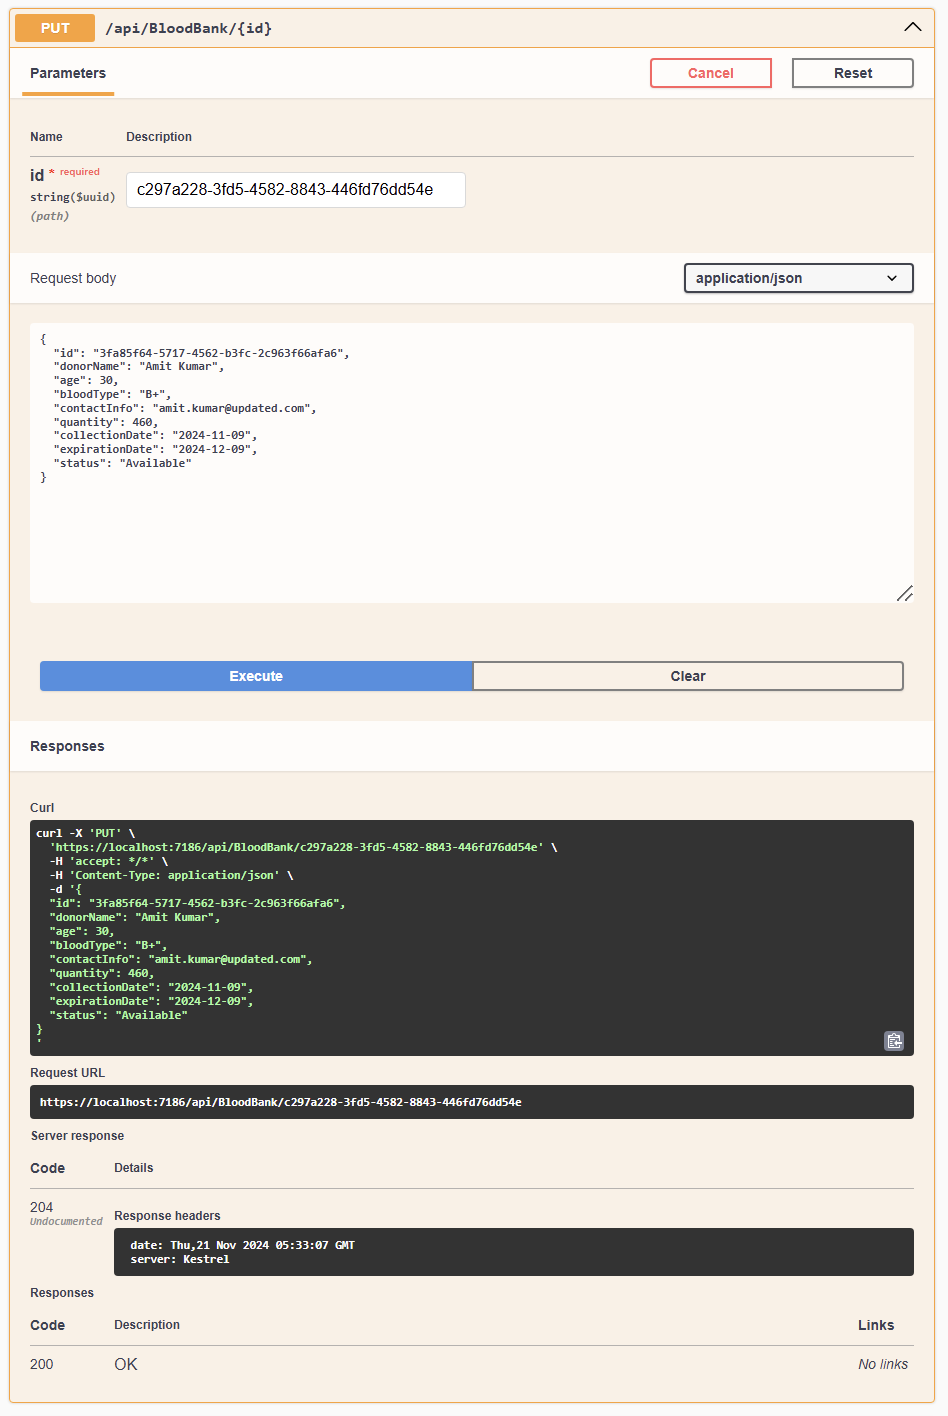 PUT /api/BloodBank/{id}
Parameters Cancel Reset
Name Description
id * required
string($uuid)
(path)
c297a228-3fd5-4582-8843-446fd76dd54e
Request body application/json
{
  "id": "3fa85f64-5717-4562-b3fc-2c963f66afa6",
  "donorName": "Amit Kumar",
  "age": 30,
  "bloodType": "B+",
  "contactInfo": "amit.kumar@updated.com",
  "quantity": 460,
  "collectionDate": "2024-11-09",
  "expirationDate": "2024-12-09",
  "status": "Available"
}
Execute Clear
Responses
Curl
curl -X 'PUT' \
  'https://localhost:7186/api/BloodBank/c297a228-3fd5-4582-8843-446fd76dd54e' \
  -H 'accept: */*' \
  -H 'Content-Type: application/json' \
  -d '{
  "id": "3fa85f64-5717-4562-b3fc-2c963f66afa6",
  "donorName": "Amit Kumar",
  "age": 30,
  "bloodType": "B+",
  "contactInfo": "amit.kumar@updated.com",
  "quantity": 460,
  "collectionDate": "2024-11-09",
  "expirationDate": "2024-12-09",
  "status": "Available"
}
'
Request URL
https://localhost:7186/api/BloodBank/c297a228-3fd5-4582-8843-446fd76dd54e
Server response
Code Details
204
Undocumented
Response headers
date: Thu,21 Nov 2024 05:33:07 GMT
server: Kestrel
Responses
Code Description Links
200 OK No links